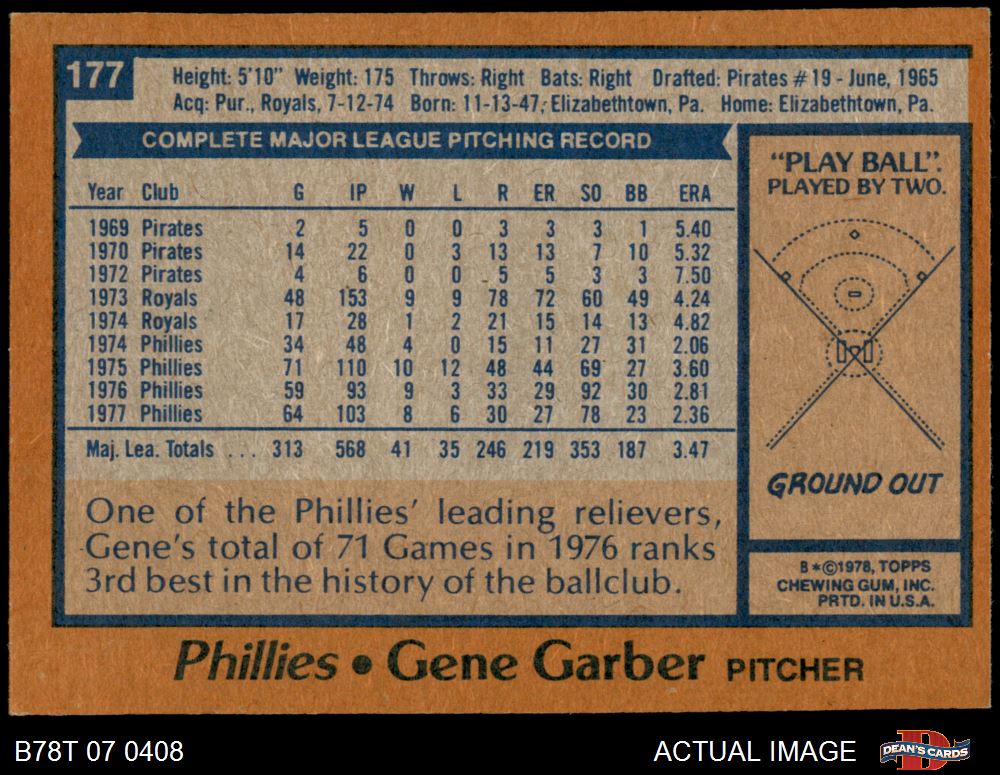 177
Height: 5'10" Weight: 175 Throws: Right Bats: Right Drafted: Pirates #19 - June, 1965
Acq: Pur., Royals, 7-12-74 Born: 11-13-47, Elizabethtown, Pa. Home: Elizabethtown, Pa.
COMPLETE MAJOR LEAGUE PITCHING RECORD
Year Club G IP W L R ER SO BB ERA
1969 Pirates 2 5 0 0 3 3 3 1 5.40
1970 Pirates 14 22 0 3 13 13 7 10 5.32
1972 Pirates 4 6 0 0 5 5 3 3 7.50
1973 Royals 48 153 9 9 78 72 60 49 4.24
1974 Royals 17 28 1 2 21 15 14 13 4.82
1974 Phillies 34 48 4 0 15 11 27 31 2.06
1975 Phillies 71 110 10 12 48 44 69 27 3.60
1976 Phillies 59 93 9 3 33 29 92 30 2.81
1977 Phillies 64 103 8 6 30 27 78 23 2.36
Maj. Lea. Totals ... 313 568 41 35 246 219 353 187 3.47
One of the Phillies' leading relievers,
Gene's total of 71 Games in 1976 ranks
3rd best in the history of the ballclub.
"PLAY BALL".
PLAYED BY TWO.
GROUND OUT
B*©1978, TOPPS
CHEWING GUM, INC.
PRTD. IN U.S.A.
Phillies • Gene Garber PITCHER
B78T 07 0408
ACTUAL IMAGE
D
DEAN'S CARDS